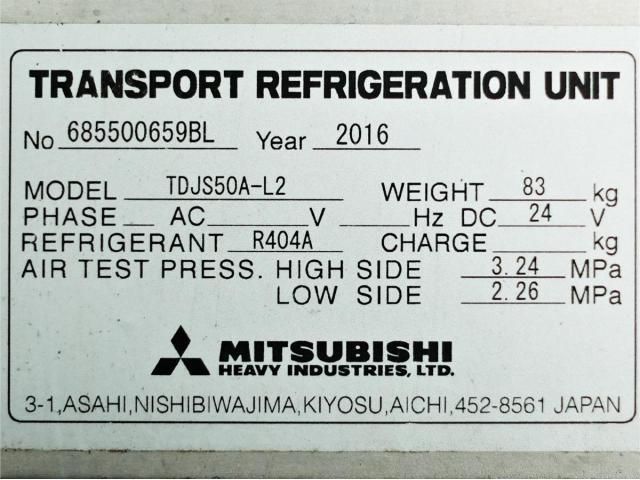 TRANSPORT REFRIGERATION UNIT
No 685500659BL Year 2016
MODEL TDJS50A-L2 WEIGHT 83 kg
PHASE AC V Hz DC 24 V
REFRIGERANT R404A CHARGE kg
AIR TEST PRESS. HIGH SIDE 3.24 MPa
LOW SIDE 2.26 MPa
MITSUBISHI
HEAVY INDUSTRIES, LTD.
3-1,ASAHI,NISHIBIWAJIMA,KIYOSU,AICHI,452-8561 JAPAN